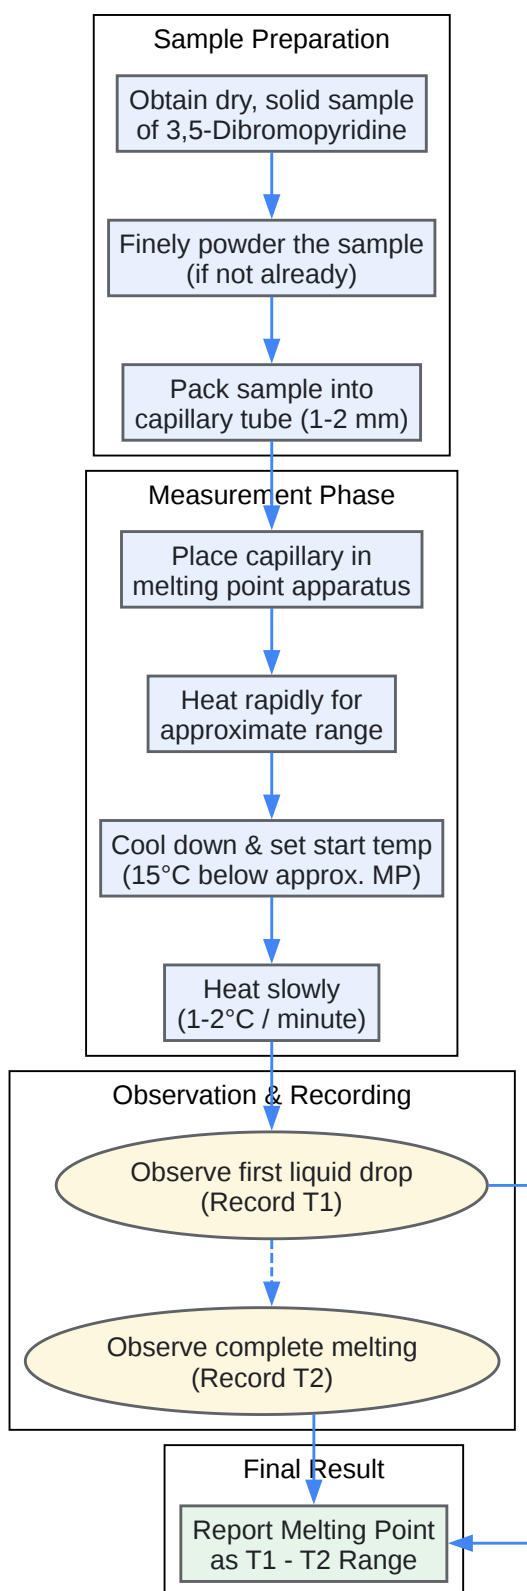 Sample Preparation
Obtain dry, solid sample
of 3,5-Dibromopyridine
Finely powder the sample
(if not already)
Pack sample into
capillary tube (1-2 mm)
Measurement Phase
Place capillary in
melting point apparatus
Heat rapidly for
approximate range
Cool down & set start temp
(15°C below approx. MP)
Heat slowly
(1-2°C / minute)
Observation & Recording
Observe first liquid drop
(Record T1)
Observe complete melting
(Record T2)
Final Result
Report Melting Point
as T1 - T2 Range